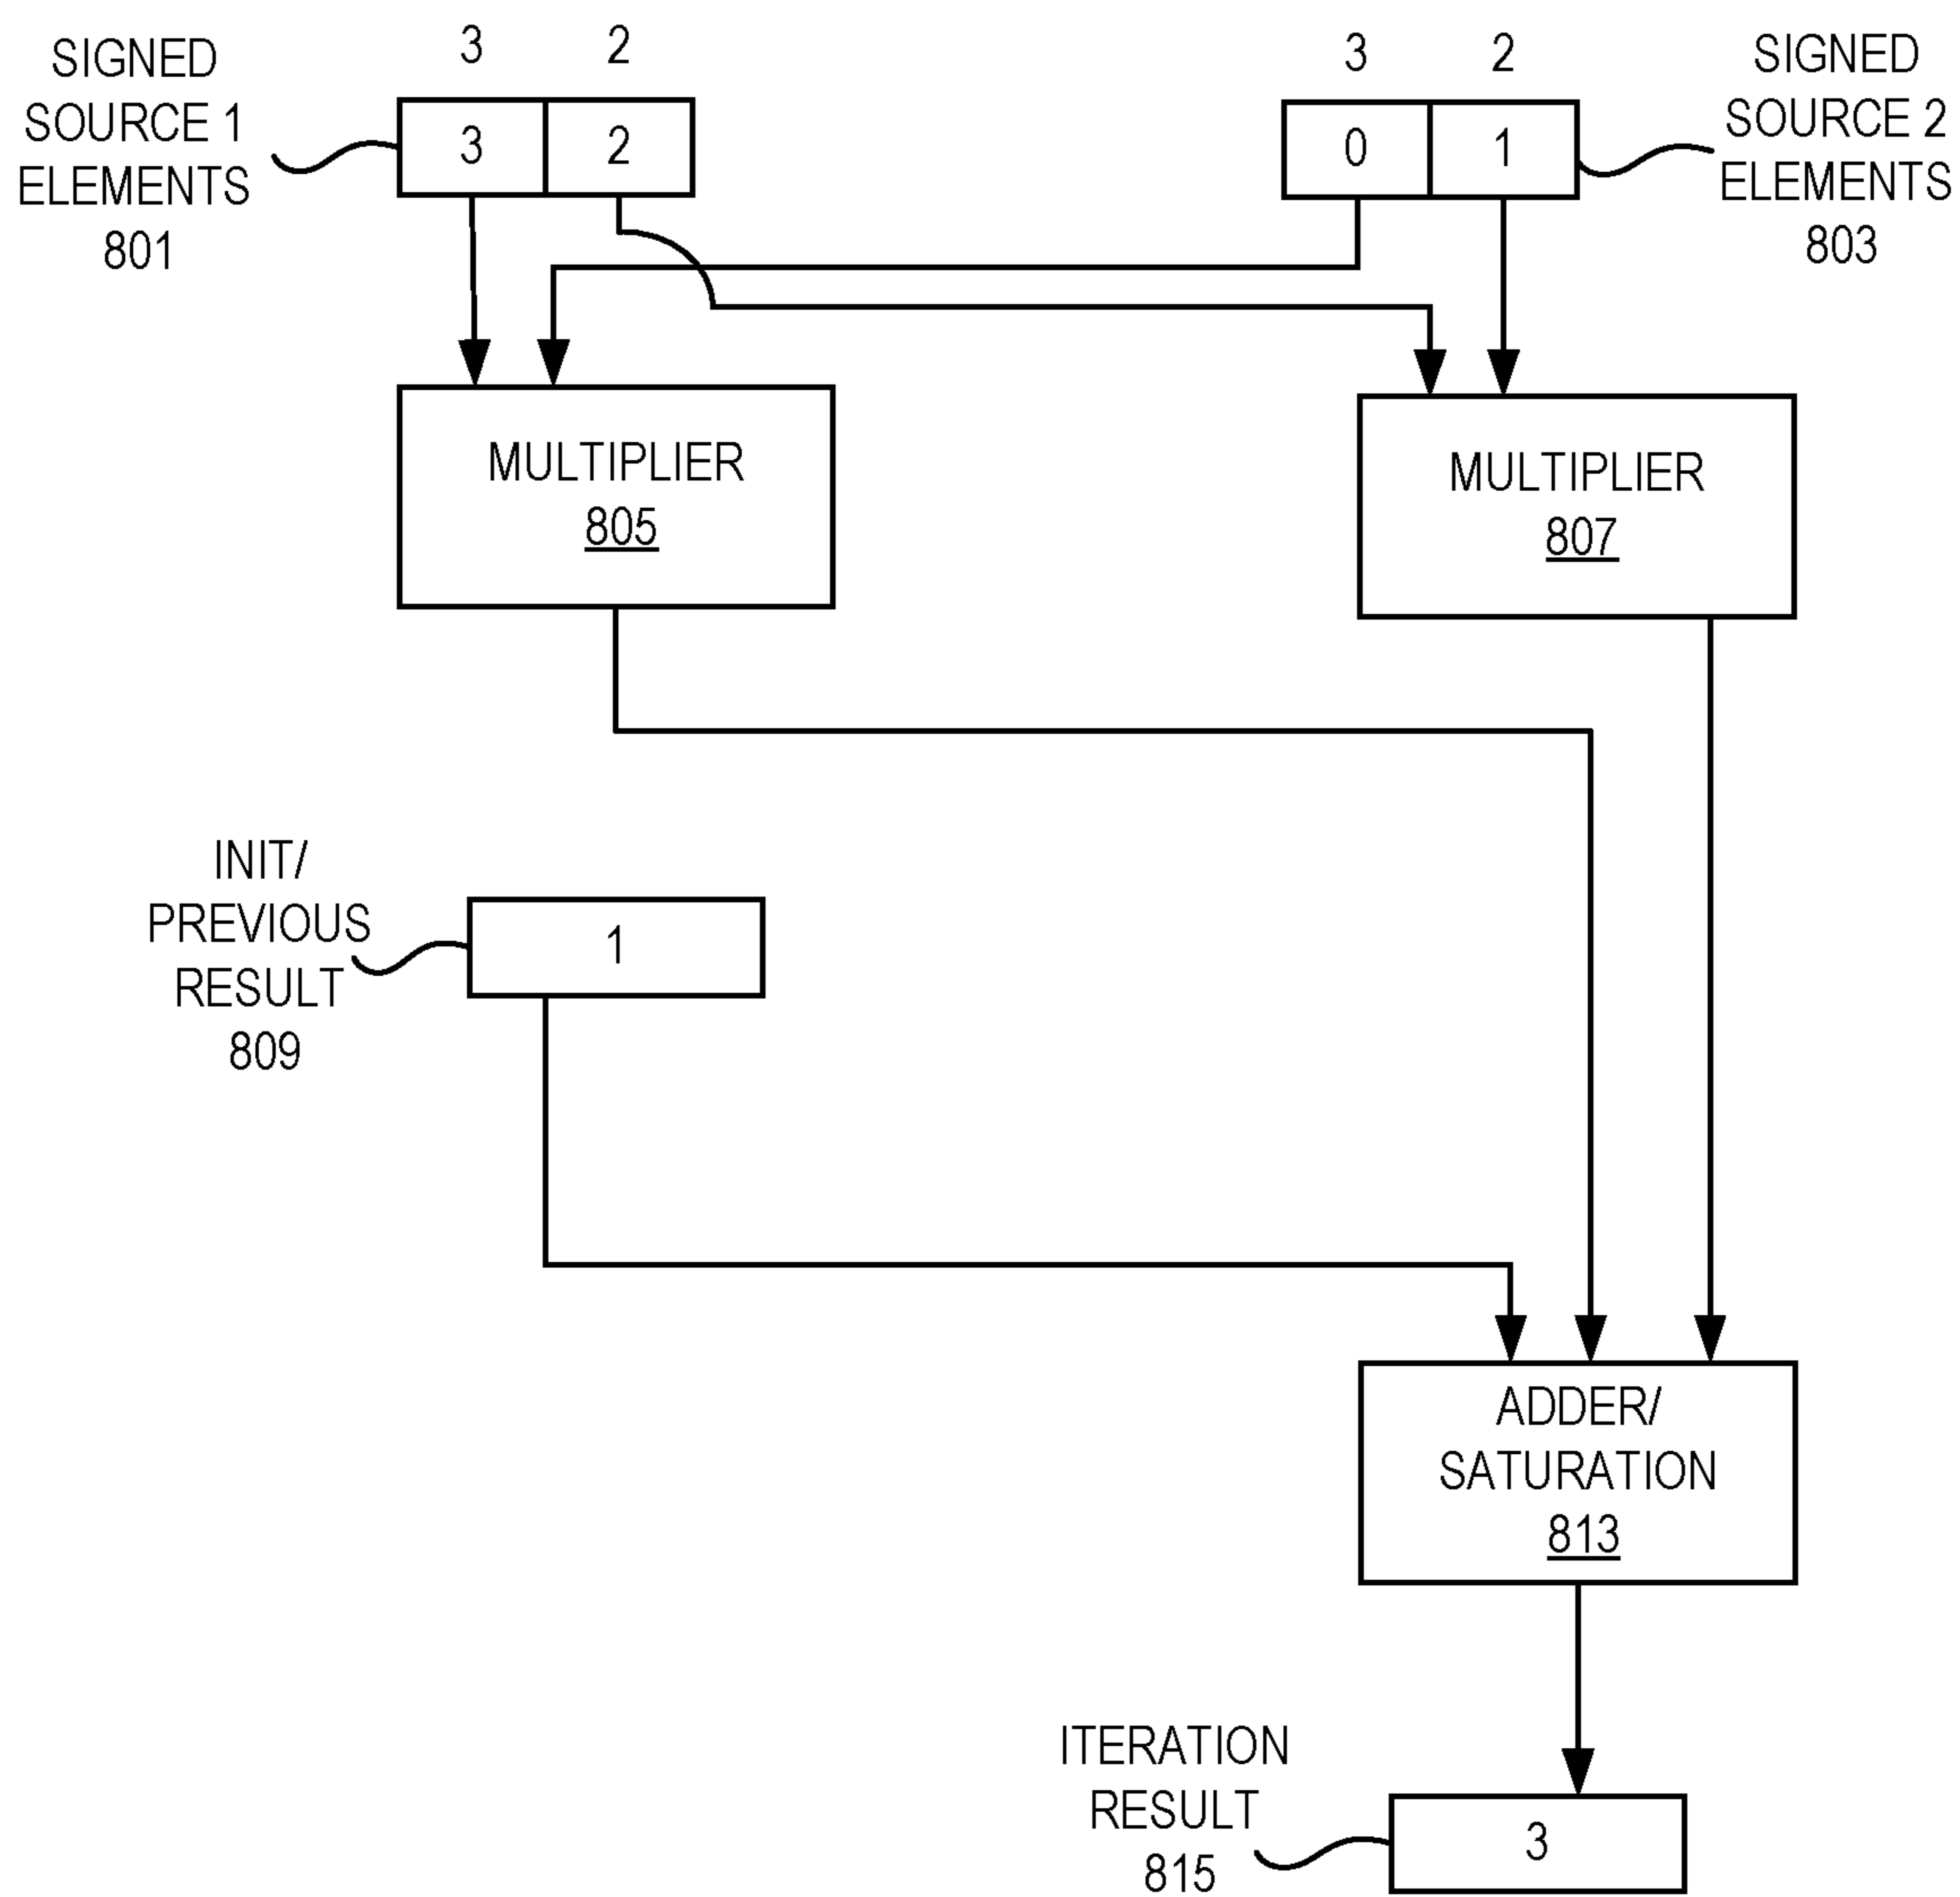 SIGNED
SOURCE 1
ELEMENTS
801
3 2
3 2
3 2
0 1
SIGNED
SOURCE 2
ELEMENTS
803
MULTIPLIER
805
MULTIPLIER
807
INIT/
PREVIOUS
RESULT
809
1
ADDER/
SATURATION
813
ITERATION
RESULT
815
3